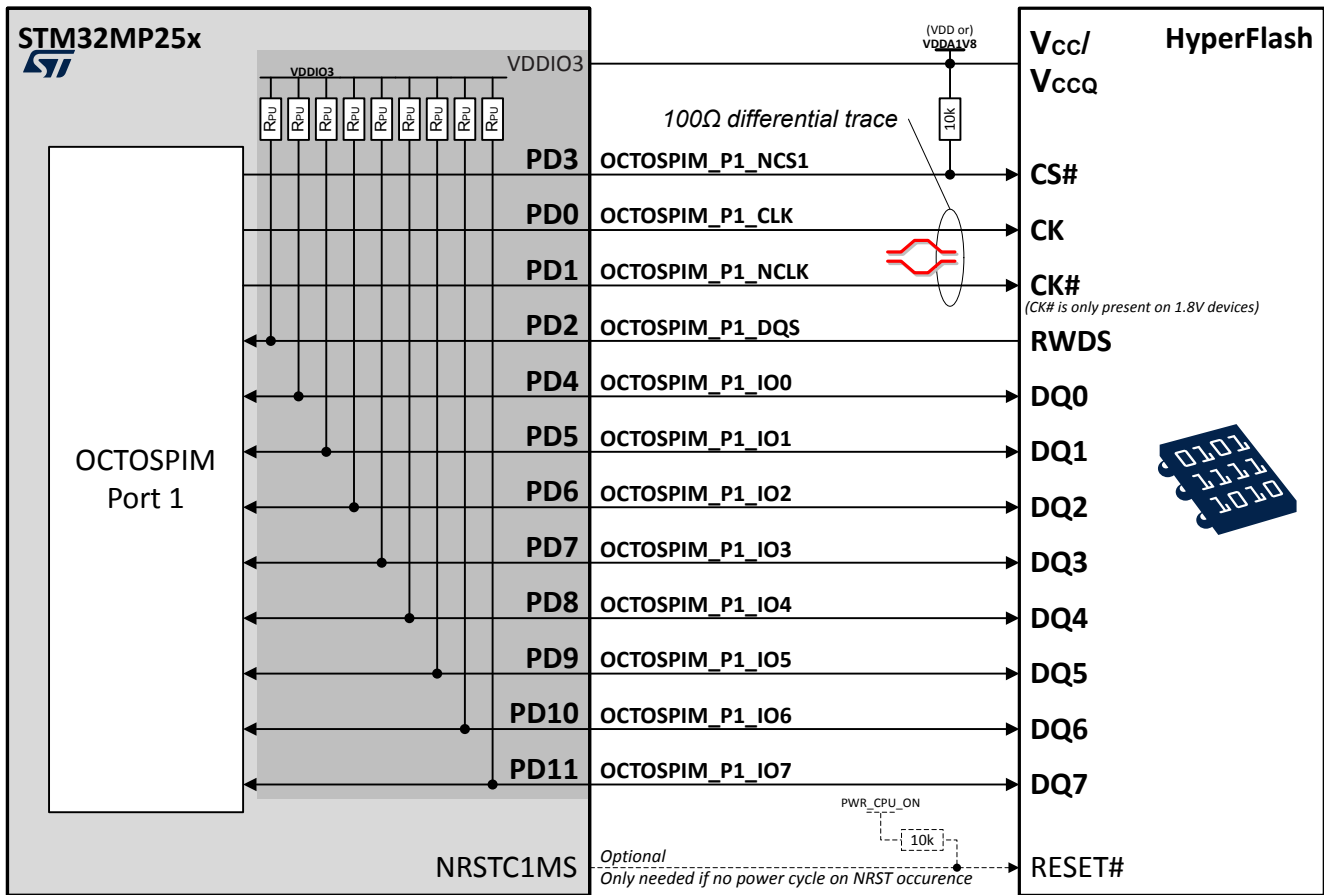 STM32MP25x
(VDD or)
VDDA1V8
VCC/
VCCQ
HyperFlash
VDDIO3
VDDIO3
RPU RPU RPU RPU RPU RPU RPU RPU RPU
10k
100Ω differential trace
PD3 OCTOSPIM_P1_NCS1 CS#
PD0 OCTOSPIM_P1_CLK CK
PD1 OCTOSPIM_P1_NCLK CK#
(CK# is only present on 1.8V devices)
PD2 OCTOSPIM_P1_DQS RWDS
PD4 OCTOSPIM_P1_IO0 DQ0
PD5 OCTOSPIM_P1_IO1 DQ1
OCTOSPIM
Port 1
0101
1111
1010
PD6 OCTOSPIM_P1_IO2 DQ2
PD7 OCTOSPIM_P1_IO3 DQ3
PD8 OCTOSPIM_P1_IO4 DQ4
PD9 OCTOSPIM_P1_IO5 DQ5
PD10 OCTOSPIM_P1_IO6 DQ6
PD11 OCTOSPIM_P1_IO7 DQ7
PWR_CPU_ON
10k
NRSTC1MS Optional RESET#
Only needed if no power cycle on NRST occurence